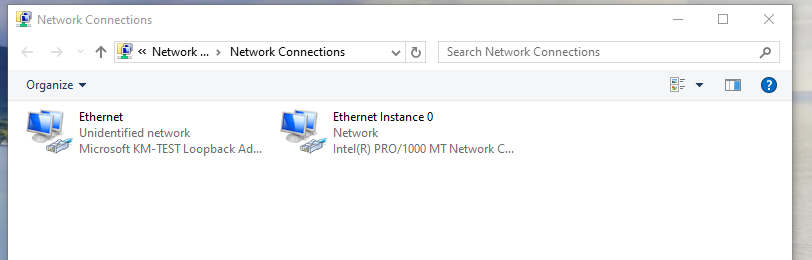 Network Connections
« Network ... > Network Connections
Search Network Connections
Organize
Ethernet
Unidentified network
Microsoft KM-TEST Loopback Ad...
Ethernet Instance 0
Network
Intel(R) PRO/1000 MT Network C...